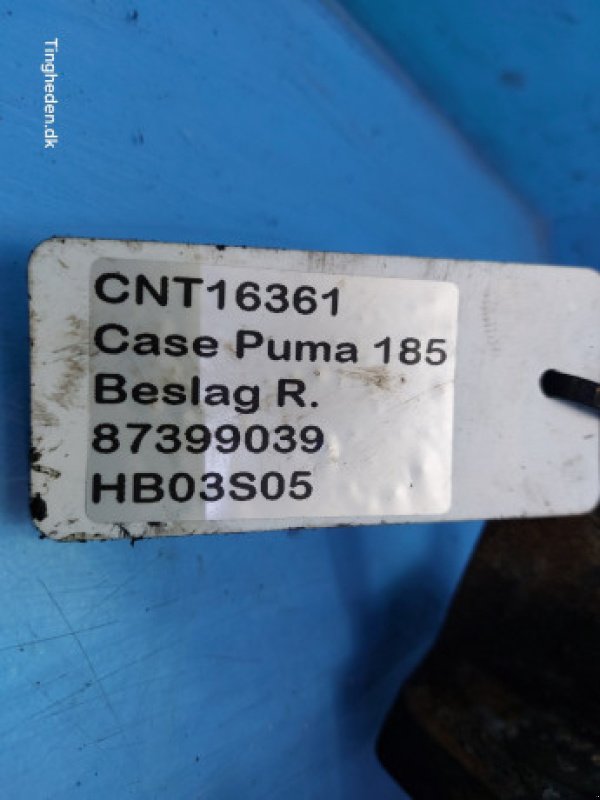 Tingheden.dk
CNT16361
Case Puma 185
Beslag R.
87399039
HB03S05